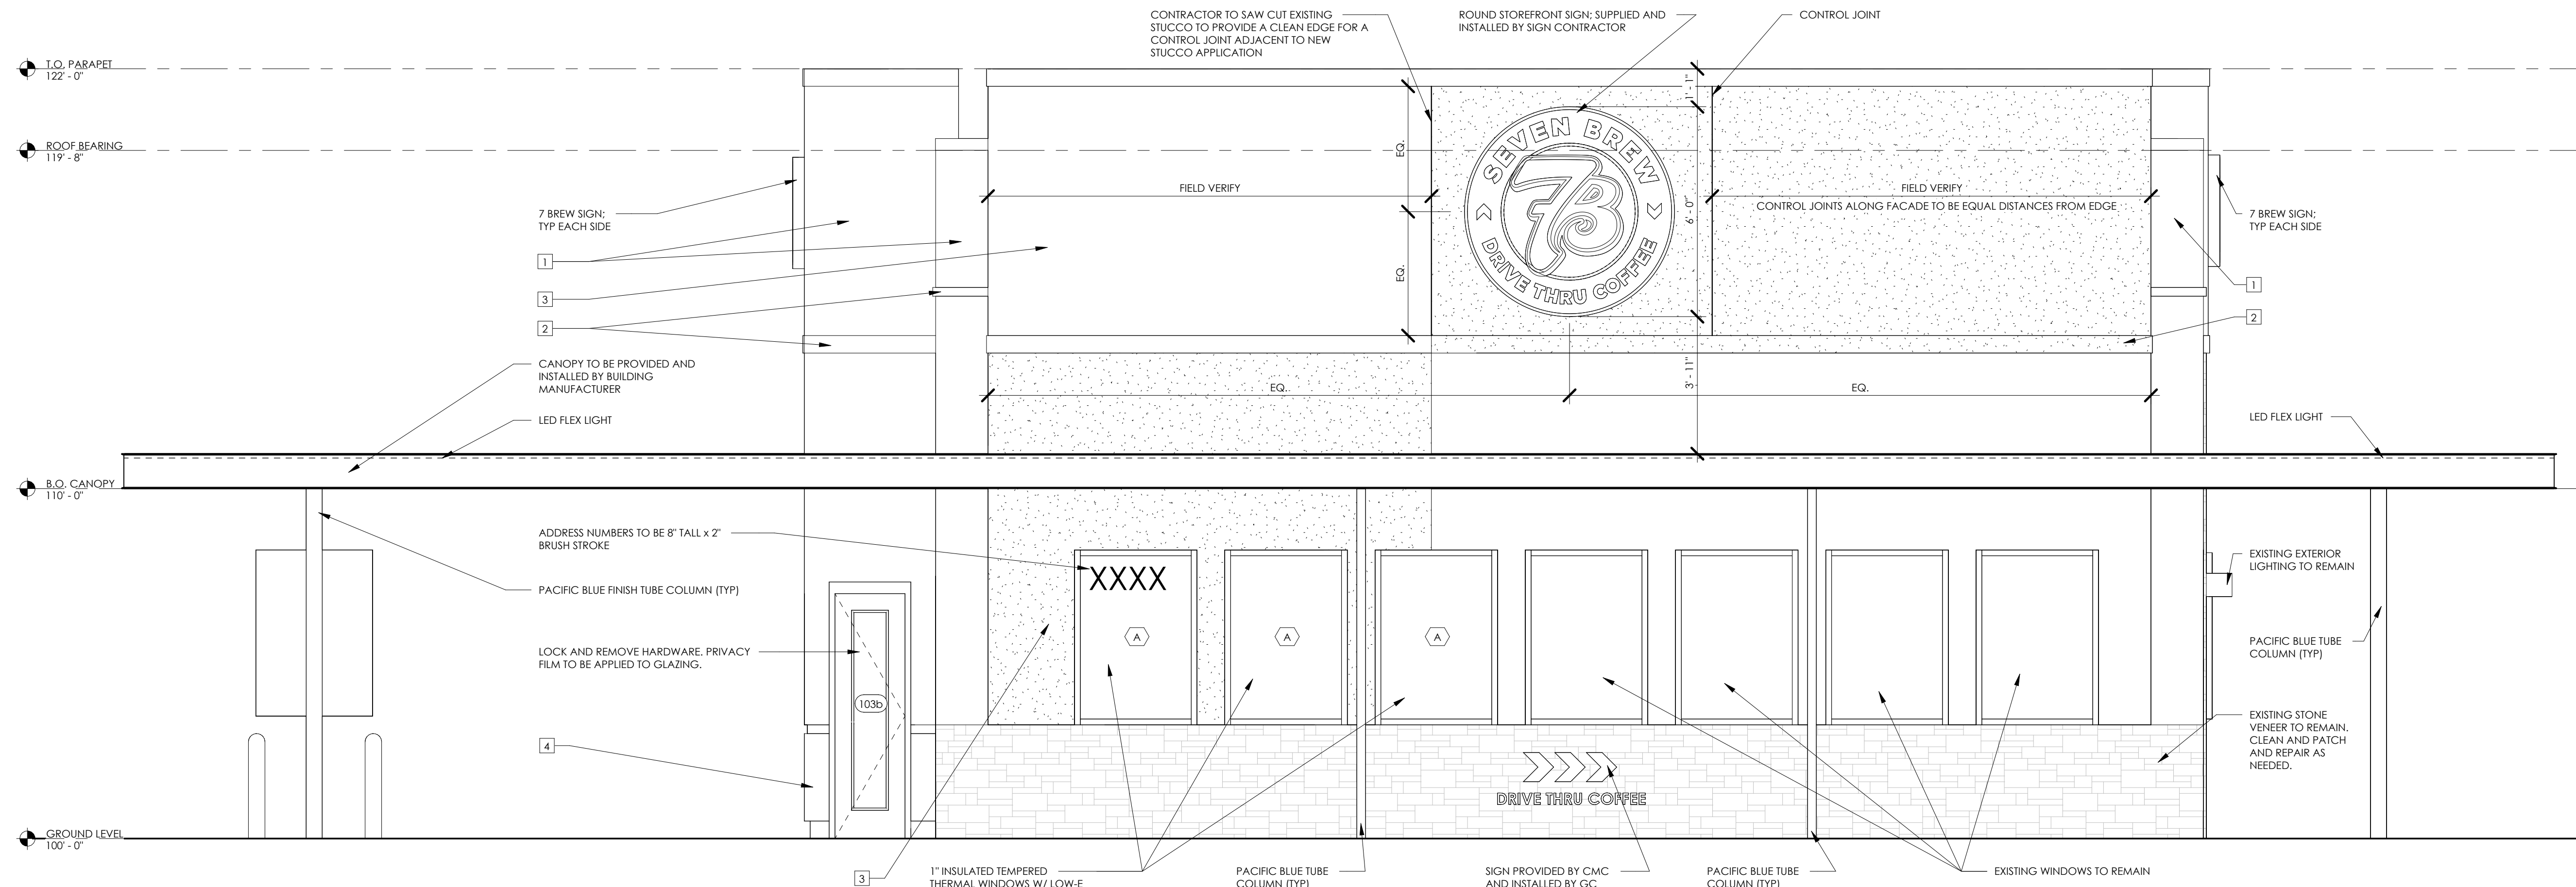 CONTRACTOR TO SAW CUT EXISTING
STUCCO TO PROVIDE A CLEAN EDGE FOR A
CONTROL JOINT ADJACENT TO NEW
STUCCO APPLICATION
ROUND STOREFRONT SIGN; SUPPLIED AND
INSTALLED BY SIGN CONTRACTOR
CONTROL JOINT
T.O. PARAPET
122' - 0"
1' - 1"
ROOF BEARING
119' - 8"
EQ.
SEVEN BREW
7B
DRIVE THRU COFFEE
6' - 0"
FIELD VERIFY
FIELD VERIFY
CONTROL JOINTS ALONG FACADE TO BE EQUAL DISTANCES FROM EDGE
7 BREW SIGN;
TYP EACH SIDE
7 BREW SIGN;
TYP EACH SIDE
1
EQ.
1
3
2
2
CANOPY TO BE PROVIDED AND
INSTALLED BY BUILDING
MANUFACTURER
3' - 11"
EQ.
EQ.
LED FLEX LIGHT
LED FLEX LIGHT
B.O. CANOPY
110' - 0"
ADDRESS NUMBERS TO BE 8" TALL x 2"
BRUSH STROKE
XXXX
EXISTING EXTERIOR
LIGHTING TO REMAIN
PACIFIC BLUE FINISH TUBE COLUMN (TYP)
A
A
A
LOCK AND REMOVE HARDWARE. PRIVACY
FILM TO BE APPLIED TO GLAZING.
PACIFIC BLUE TUBE
COLUMN (TYP)
103b
EXISTING STONE
VENEER TO REMAIN.
CLEAN AND PATCH
AND REPAIR AS
NEEDED.
4
DRIVE THRU COFFEE
GROUND LEVEL
100' - 0"
3
1" INSULATED TEMPERED
THERMAL WINDOWS W/ LOW-E
PACIFIC BLUE TUBE
COLUMN (TYP)
SIGN PROVIDED BY CMC
AND INSTALLED BY GC
PACIFIC BLUE TUBE
COLUMN (TYP)
EXISTING WINDOWS TO REMAIN